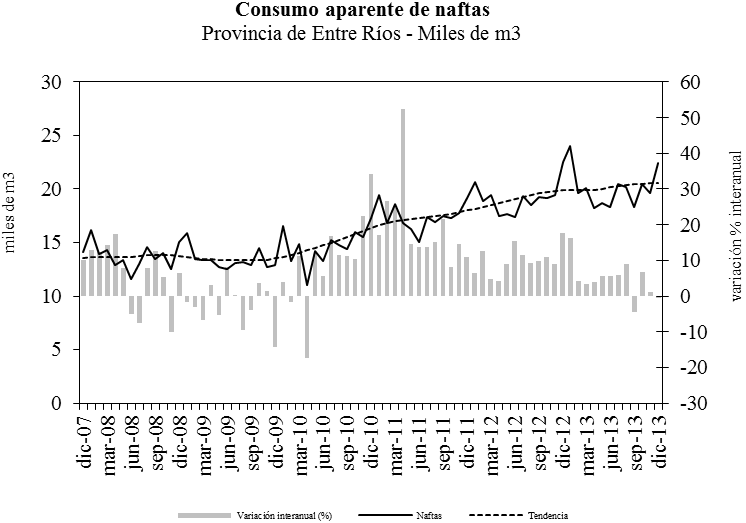 Consumo aparente de naftas
Provincia de Entre Ríos - Miles de m3
miles de m3
30
25
20
15
10
5
0
60
50
40
30
20
10
0
-10
-20
-30
variación % interanual
dic-07
mar-08
jun-08
sep-08
dic-08
mar-09
jun-09
sep-09
dic-09
mar-10
jun-10
sep-10
dic-10
mar-11
jun-11
sep-11
dic-11
mar-12
jun-12
sep-12
dic-12
mar-13
jun-13
sep-13
dic-13
Variación interanual (%) Naftas Tendencia